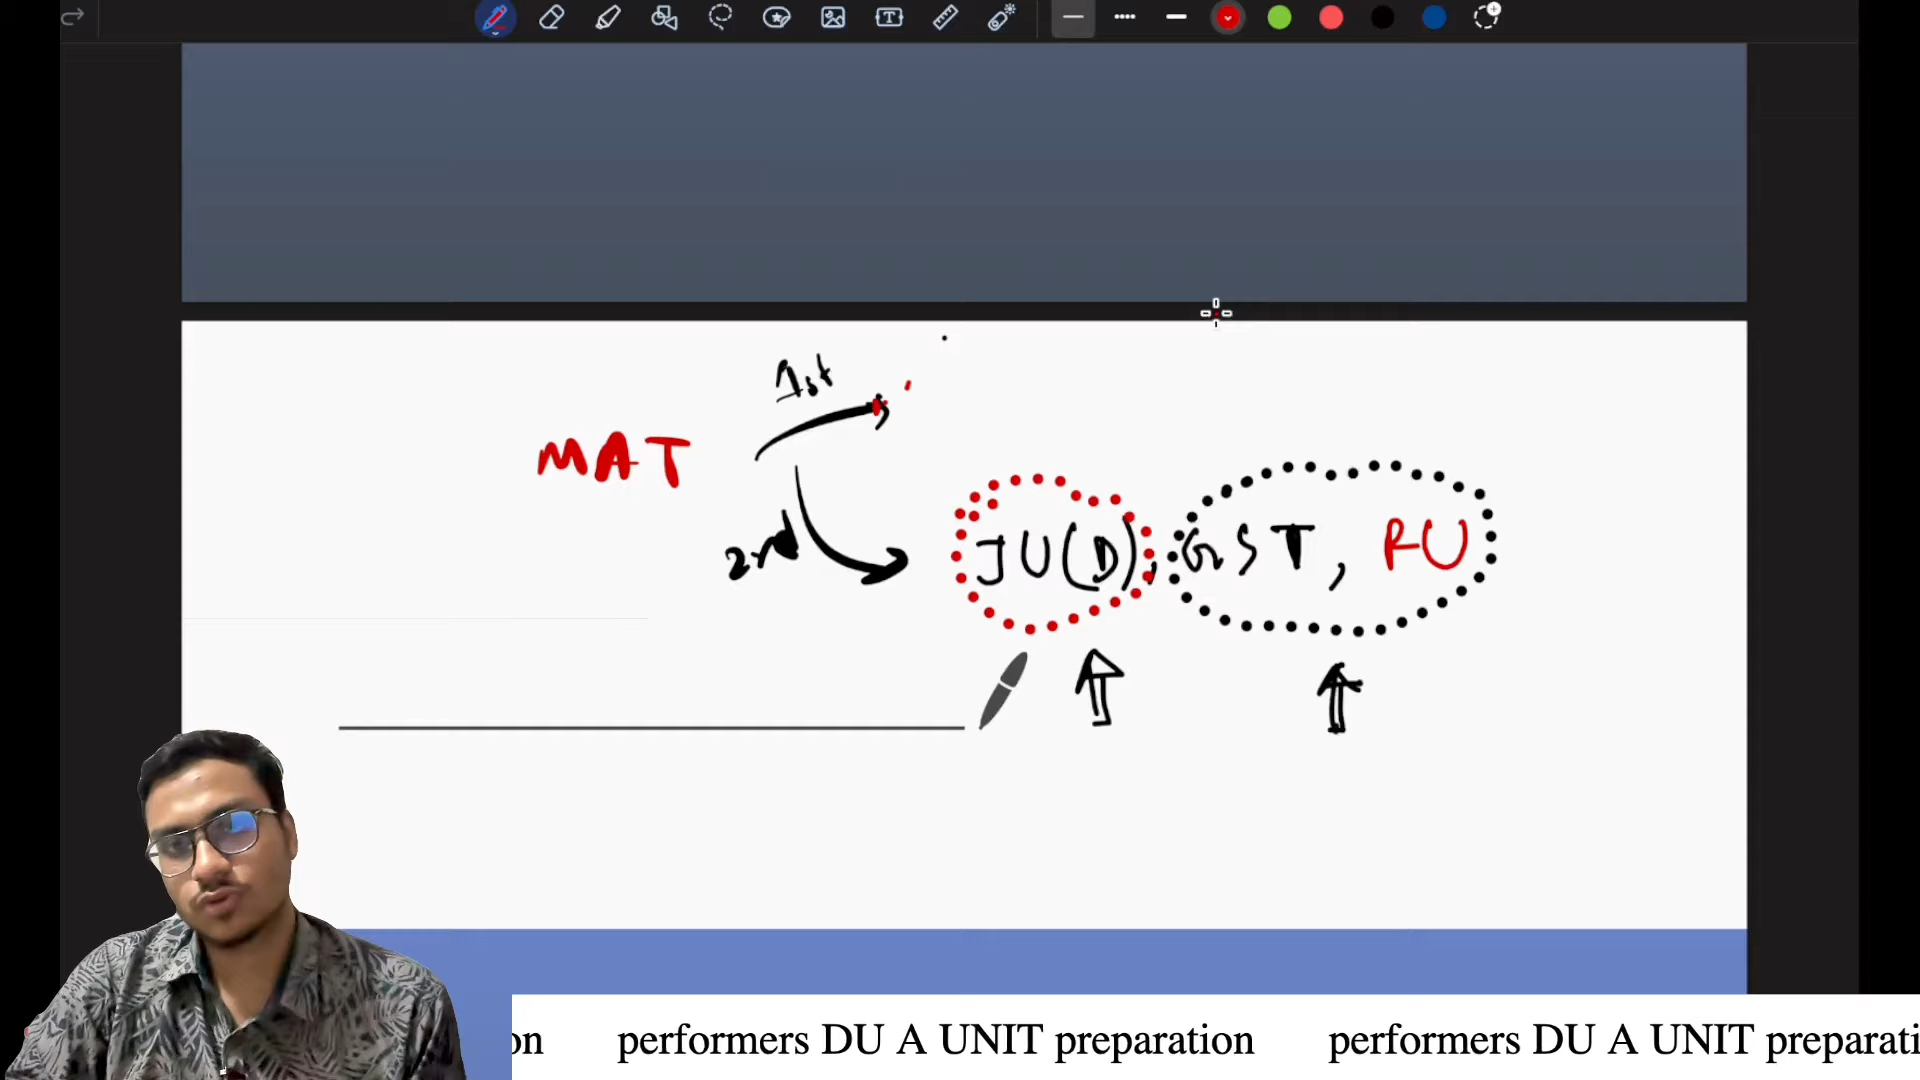 1st
MAT
2nd
JU(D), GST, RU
on performers DU A UNIT preparation performers DU A UNIT preparati